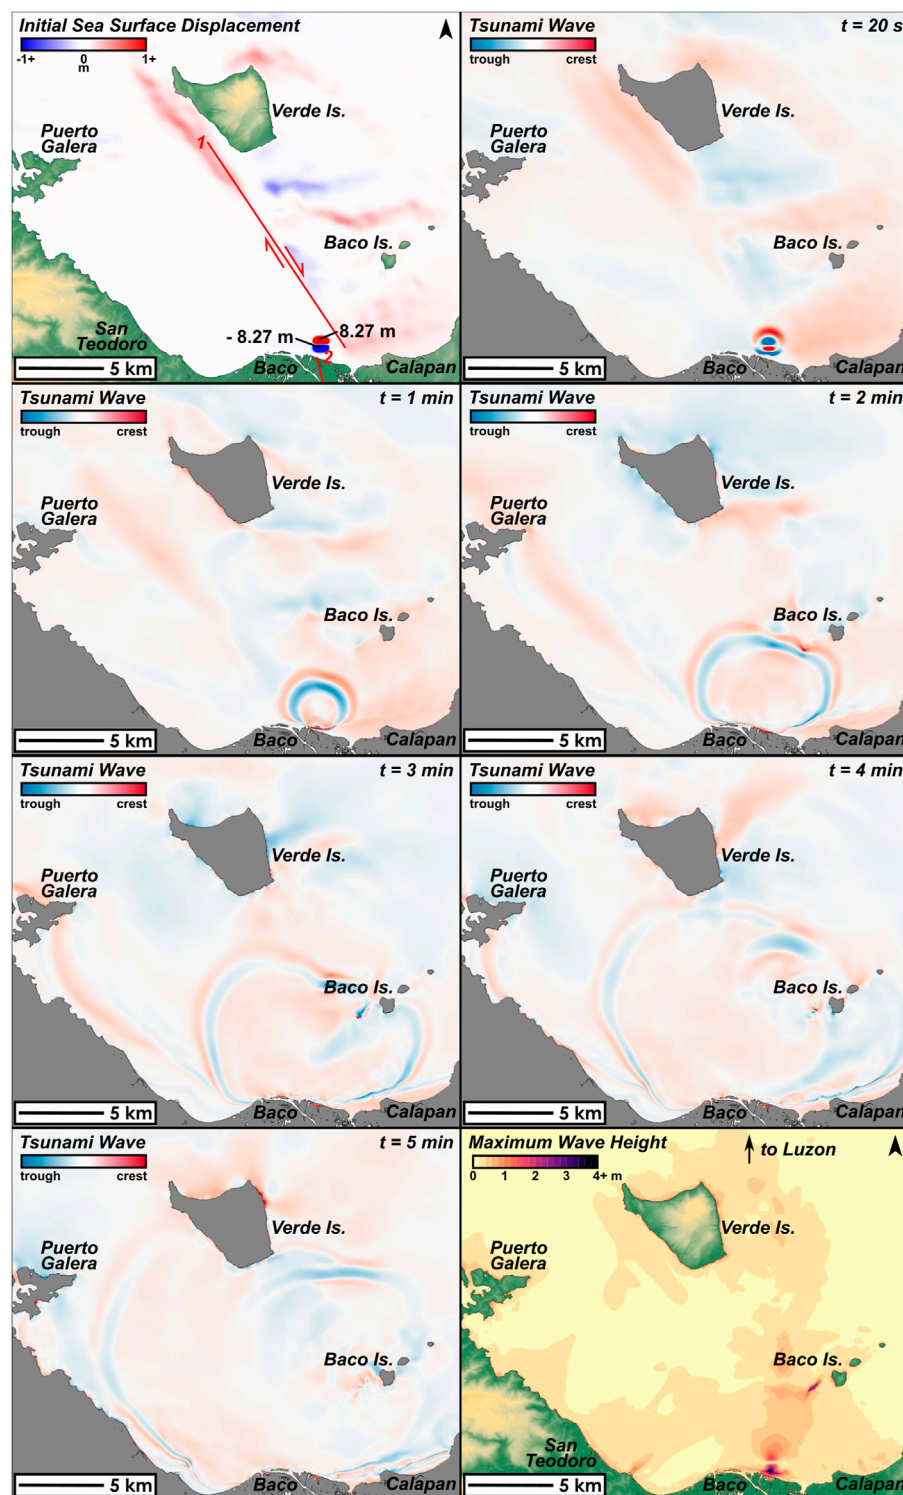 Initial Sea Surface Displacement
-1+ 0 1+
m
Verde Is.
Puerto
Galera
1
Baco Is.
San
Teodoro
- 8.27 m
8.27 m
2
5 km
Baco
Calapan
Tsunami Wave
t = 20 s
trough crest
Verde Is.
Puerto
Galera
Baco Is.
5 km
Baco
Calapan
Tsunami Wave
t = 1 min
trough crest
Verde Is.
Puerto
Galera
Baco Is.
5 km
Baco
Calapan
Tsunami Wave
t = 2 min
trough crest
Verde Is.
Puerto
Galera
Baco Is.
5 km
Baco
Calapan
Tsunami Wave
t = 3 min
trough crest
Verde Is.
Puerto
Galera
Baco Is.
5 km
Baco
Calapan
Tsunami Wave
t = 4 min
trough crest
Verde Is.
Puerto
Galera
Baco Is.
5 km
Baco
Calapan
Tsunami Wave
t = 5 min
trough crest
Verde Is.
Puerto
Galera
Baco Is.
5 km
Baco
Calapan
Maximum Wave Height
to Luzon
0 1 2 3 4+ m
Verde Is.
Puerto
Galera
Baco Is.
San
Teodoro
5 km
Baco
Calapan